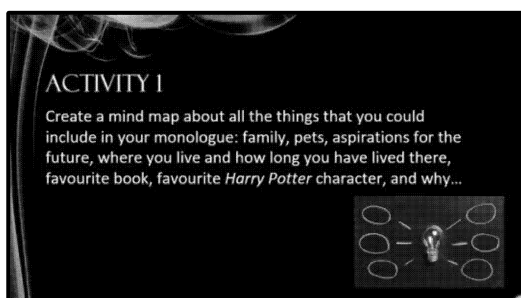 ACTIVITY 1
Create a mind map about all the things that you could
include in your monologue: family, pets, aspirations for the
future, where you live and how long you have lived there,
favourite book, favourite Harry Potter character, and why...